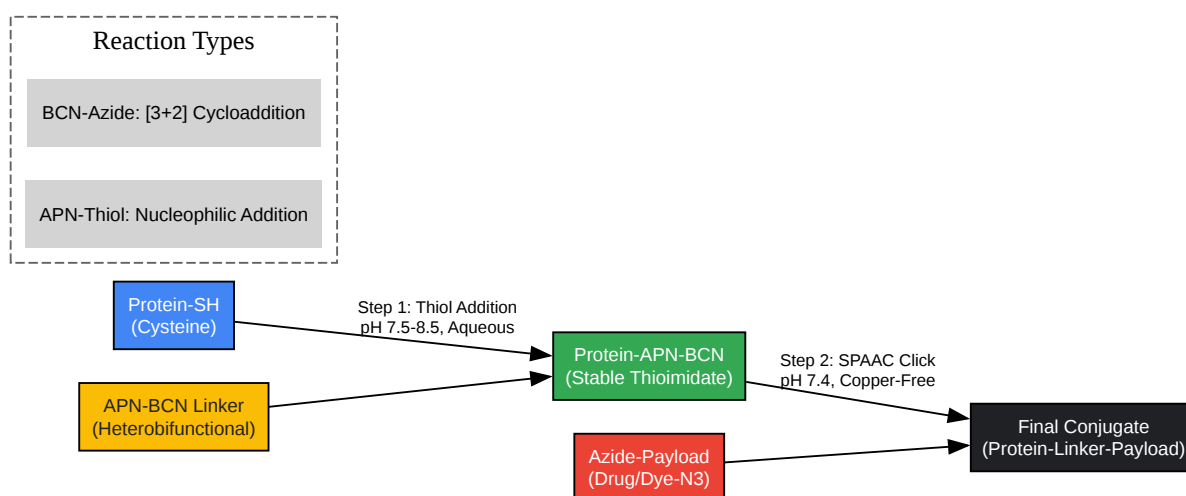 Reaction Types
BCN-Azide: [3+2] Cycloaddition
APN-Thiol: Nucleophilic Addition
Protein-SH
(Cysteine)
Step 1: Thiol Addition
pH 7.5-8.5, Aqueous
APN-BCN Linker
(Heterobifunctional)
Protein-APN-BCN
(Stable Thioimidate)
Step 2: SPAAC Click
pH 7.4, Copper-Free
Azide-Payload
(Drug/Dye-N3)
Final Conjugate
(Protein-Linker-Payload)